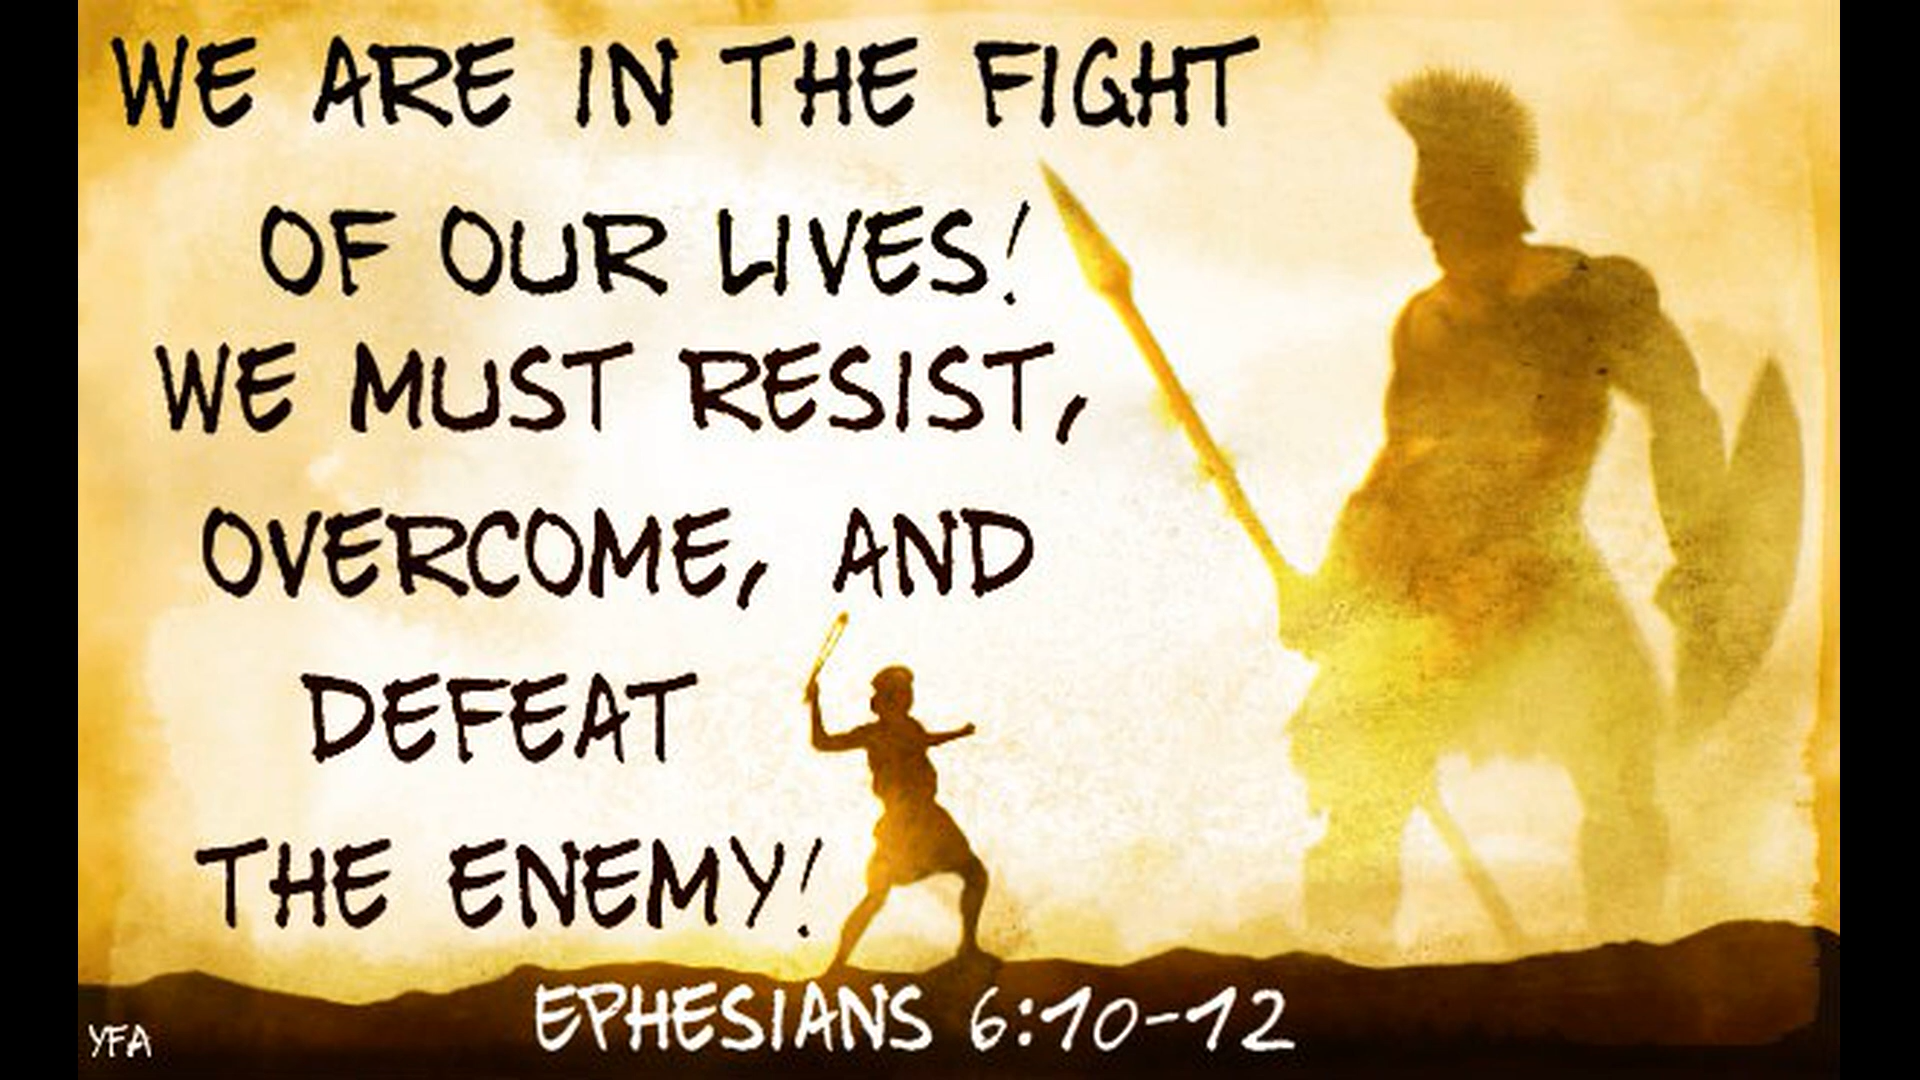 WE ARE IN THE FIGHT
OF OUR LIVES!
WE MUST RESIST,
OVERCOME, AND
DEFEAT
THE ENEMY!
EPHESIANS 6:10-12
YFA